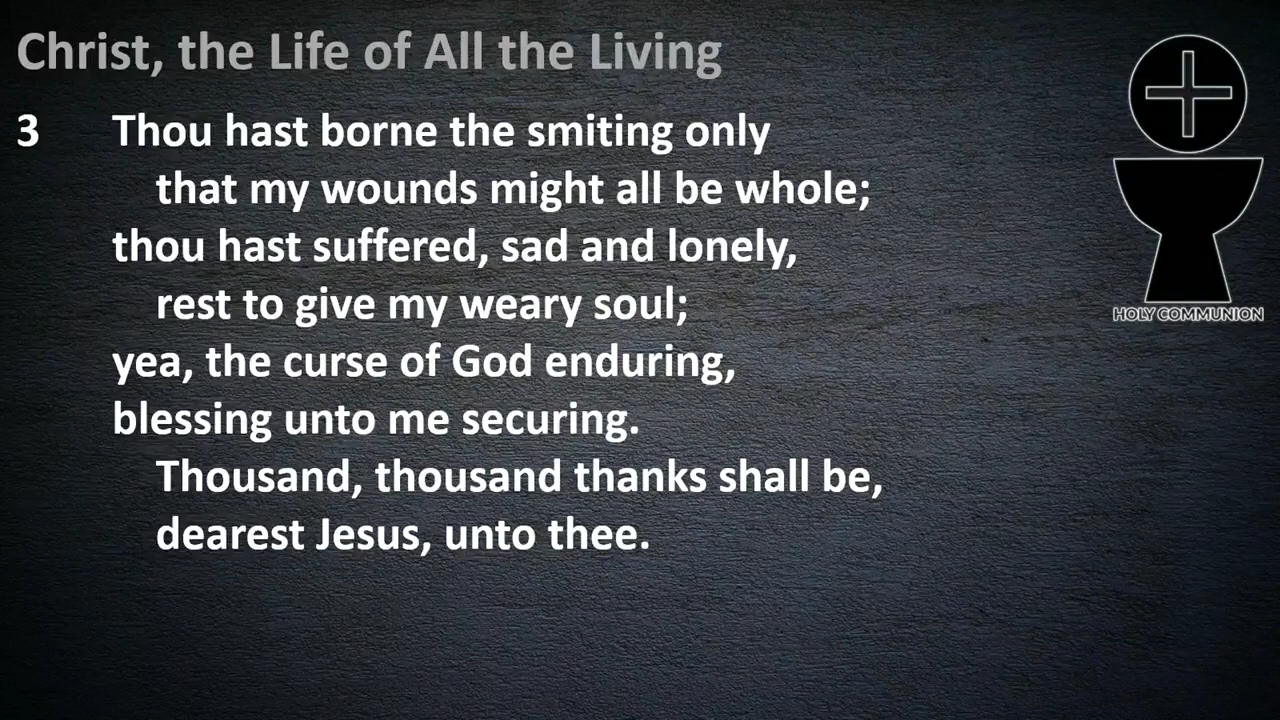 Christ, the Life of All the Living
3 Thou hast borne the smiting only
that my wounds might all be whole;
thou hast suffered, sad and lonely,
rest to give my weary soul;
yea, the curse of God enduring,
blessing unto me securing.
Thousand, thousand thanks shall be,
dearest Jesus, unto thee.
HOLY COMMUNION